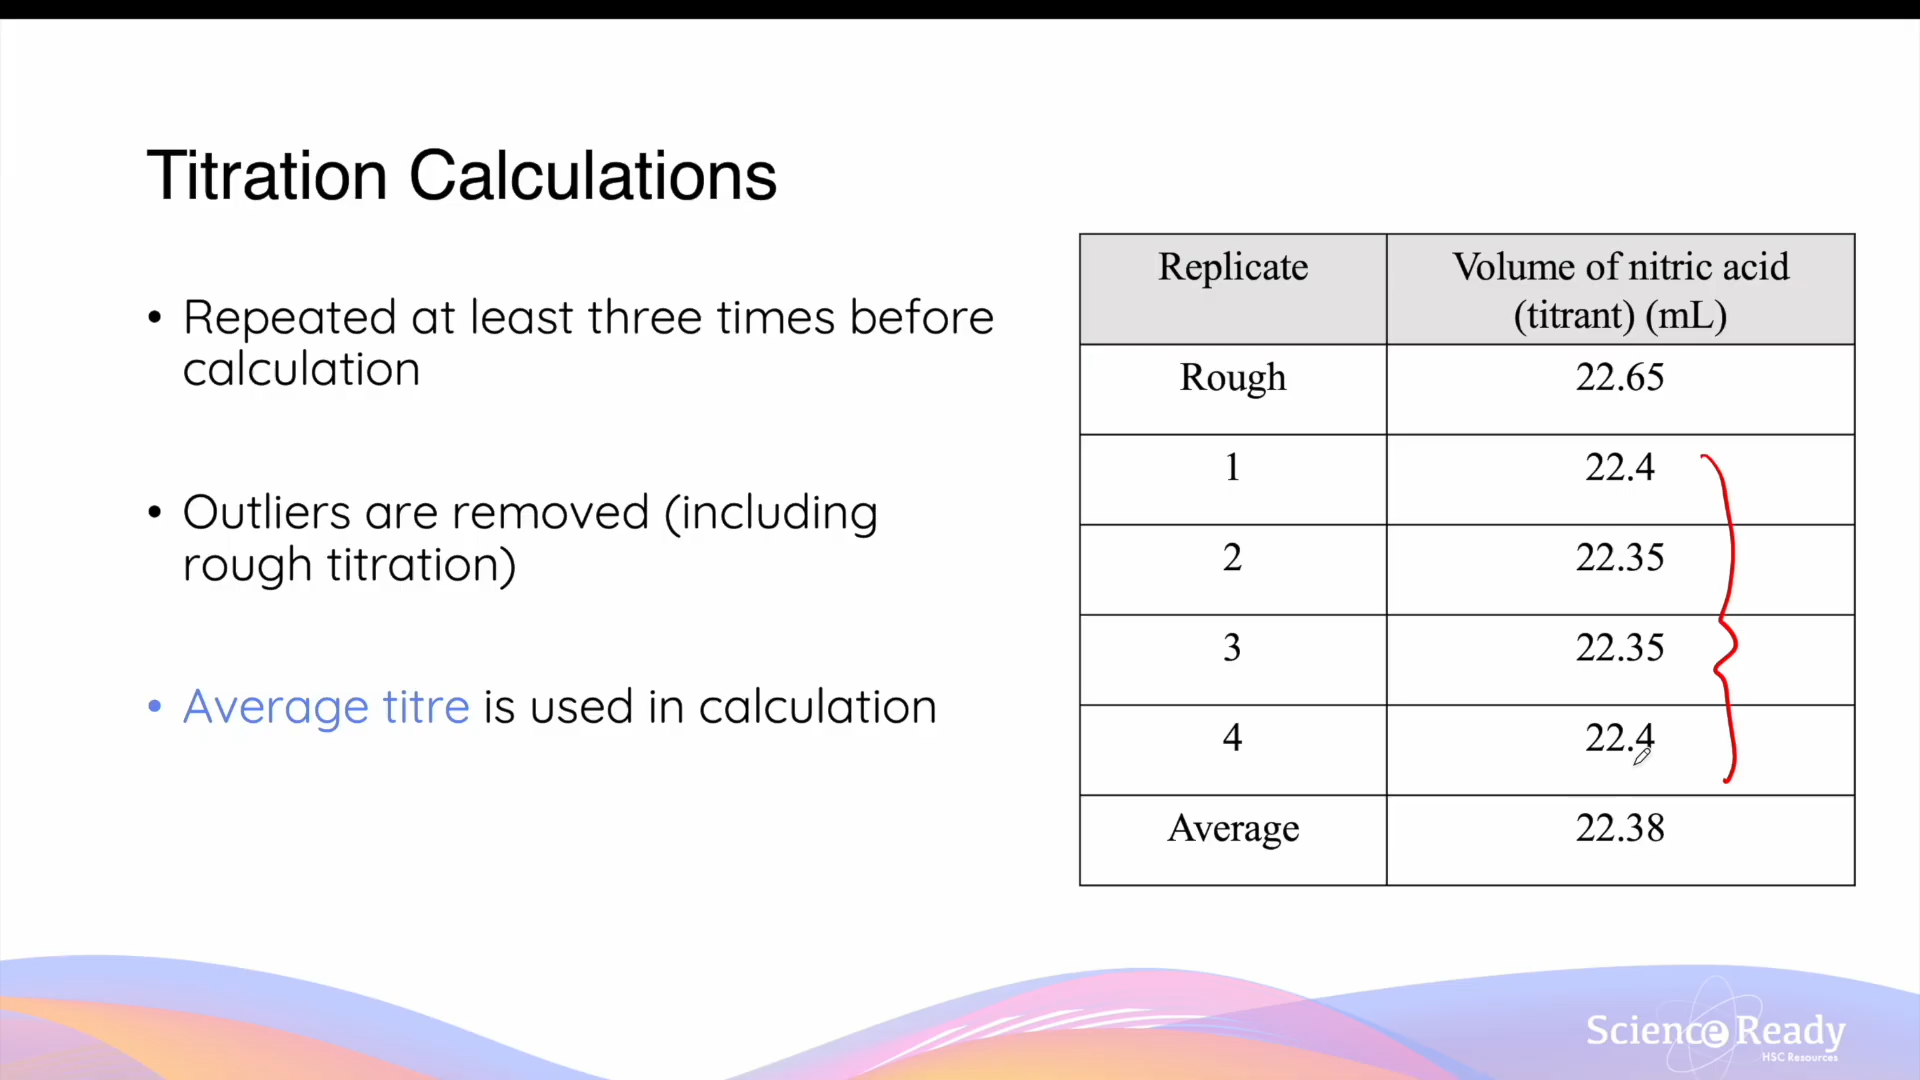 Titration Calculations
• Repeated at least three times before
calculation
• Outliers are removed (including
rough titration)
• Average titre is used in calculation
Replicate
Volume of nitric acid
(titrant) (mL)
Rough
22.65
1
22.4
2
22.35
3
22.35
4
22.4
Average
22.38
Science Ready
HSC Resources